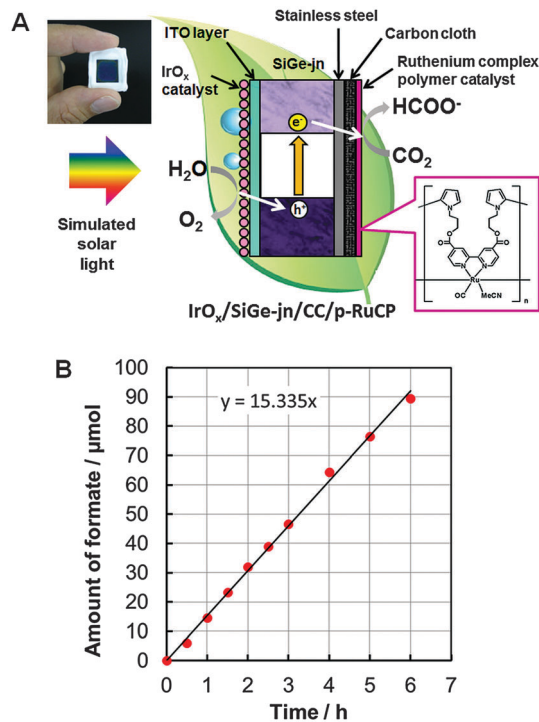 A
Stainless steel
ITO layer
SiGe-jn
Carbon cloth
IrOₓ
catalyst
Ruthenium complex
polymer catalyst
HCOO⁻
e⁻
H₂O
CO₂
h⁺
O₂
Simulated
solar
light
N
N
O
O
O
O
N
N
Ru
OC
MeCN
n
IrOₓ/SiGe-jn/CC/p-RuCP
B
y = 15.335x
Amount of formate / µmol
100
90
80
70
60
50
40
30
20
10
0
0 1 2 3 4 5 6 7
Time / h